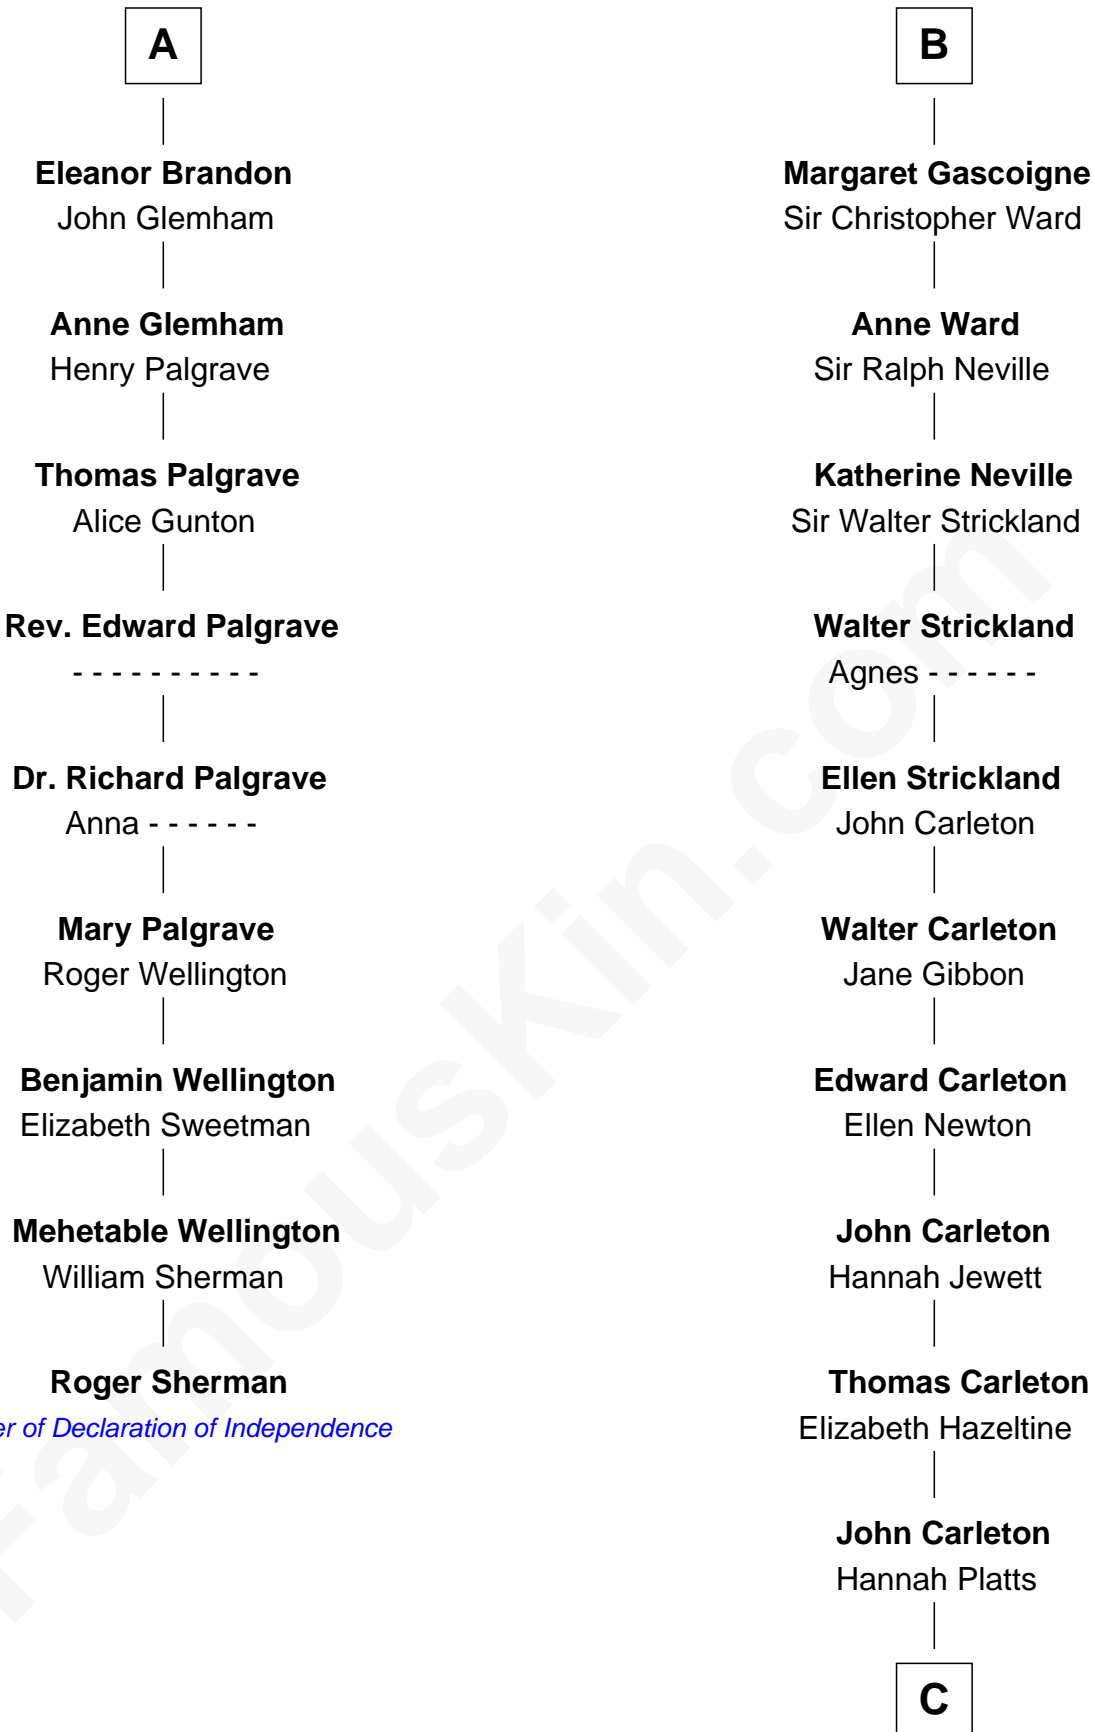 A
Eleanor Brandon
John Glemham
Anne Glemham
Henry Palgrave
Thomas Palgrave
Alice Gunton
Rev. Edward Palgrave
- - - - - - - - - -
Dr. Richard Palgrave
Anna - - - - - -
Mary Palgrave
Roger Wellington
Benjamin Wellington
Elizabeth Sweetman
Mehetable Wellington
William Sherman
Roger Sherman
er of Declaration of Independence
B
Margaret Gascoigne
Sir Christopher Ward
Anne Ward
Sir Ralph Neville
Katherine Neville
Sir Walter Strickland
Walter Strickland
Agnes - - - - - -
Ellen Strickland
John Carleton
Walter Carleton
Jane Gibbon
Edward Carleton
Ellen Newton
John Carleton
Hannah Jewett
Thomas Carleton
Elizabeth Hazeltine
John Carleton
Hannah Platts
C
FamousKin.com